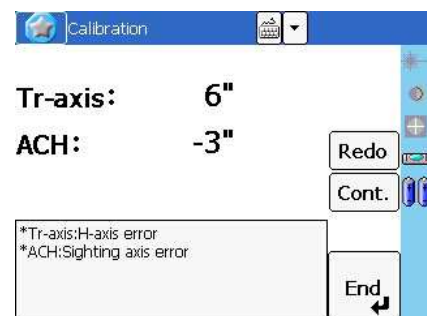 Calibration
Tr-axis: 6"
ACH: -3"
Redo
Cont.
*Tr-axis:H-axis error
*ACH:Sighting axis error
End